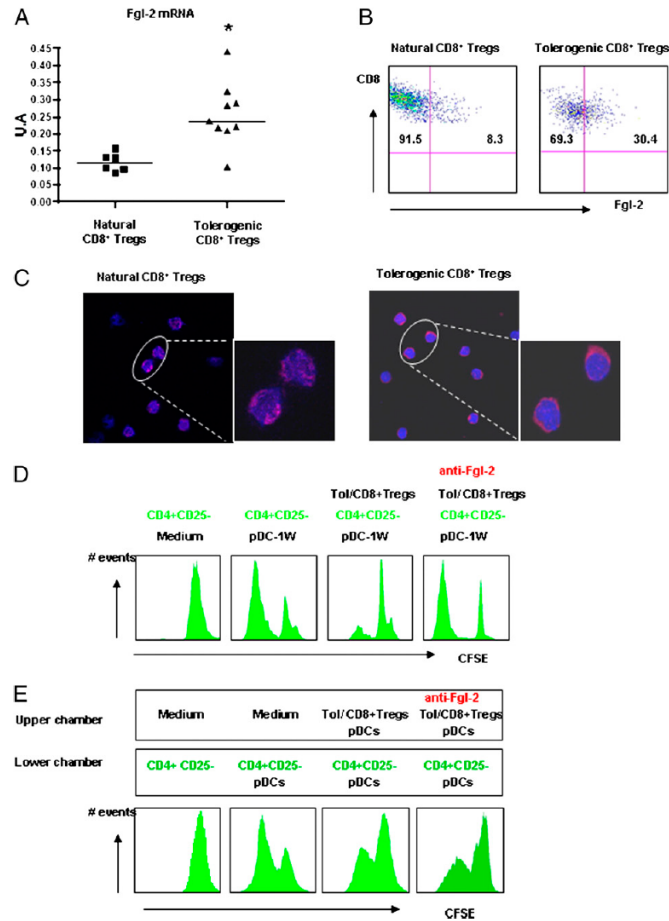 A
Fgl-2 mRNA
*
0.45
0.40
0.35
0.30
0.25
0.20
0.15
0.10
0.05
0.00
U.A
Natural
CD8+ Tregs
Tolerogenic
CD8+ Tregs
B
Natural CD8+ Tregs
Tolerogenic CD8+ Tregs
CD8
91.5
8.3
69.3
30.4
Fgl-2
C
Natural CD8+ Tregs
Tolerogenic CD8+ Tregs
D
CD4+CD25-
Medium
CD4+CD25-
pDC-1W
Tol/CD8+Tregs
CD4+CD25-
pDC-1W
anti-Fgl-2
Tol/CD8+Tregs
CD4+CD25-
pDC-1W
# events
CFSE
E
Upper chamber
Medium
Medium
Tol/CD8+Tregs
pDCs
anti-Fgl-2
Tol/CD8+Tregs
pDCs
Lower chamber
CD4+ CD25-
CD4+CD25-
pDCs
CD4+CD25-
pDCs
CD4+CD25-
pDCs
# events
CFSE